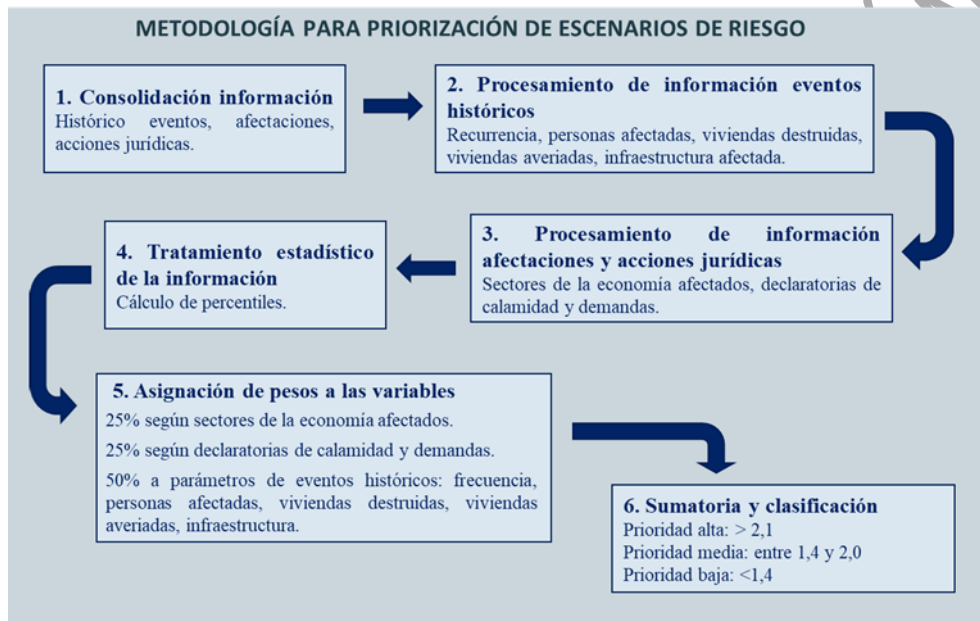 METODOLOGÍA PARA PRIORIZACIÓN DE ESCENARIOS DE RIESGO
1. Consolidación información
Histórico eventos, afectaciones,
acciones jurídicas.
2. Procesamiento de información eventos
históricos
Recurrencia, personas afectadas, viviendas destruidas,
viviendas averiadas, infraestructura afectada.
3. Procesamiento de información
afectaciones y acciones jurídicas
Sectores de la economía afectados, declaratorias de
calamidad y demandas.
4. Tratamiento estadístico
de la información
Cálculo de percentiles.
5. Asignación de pesos a las variables
25% según sectores de la economía afectados.
25% según declaratorias de calamidad y demandas.
50% a parámetros de eventos históricos: frecuencia,
personas afectadas, viviendas destruidas, viviendas
averiadas, infraestructura.
6. Sumatoria y clasificación
Prioridad alta: > 2,1
Prioridad media: entre 1,4 y 2,0
Prioridad baja: <1,4